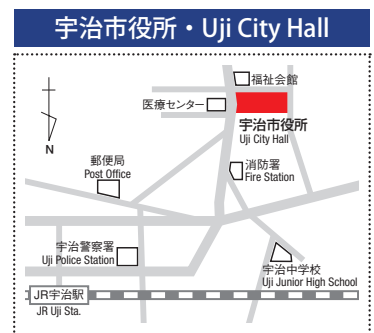 宇治市役所・Uji City Hall
福祉会館
医療センター
宇治市役所
Uji City Hall
N
郵便局
Post Office
消防署
Fire Station
宇治警察署
Uji Police Station
宇治中学校
Uji Junior High School
JR宇治駅
JR Uji Sta.